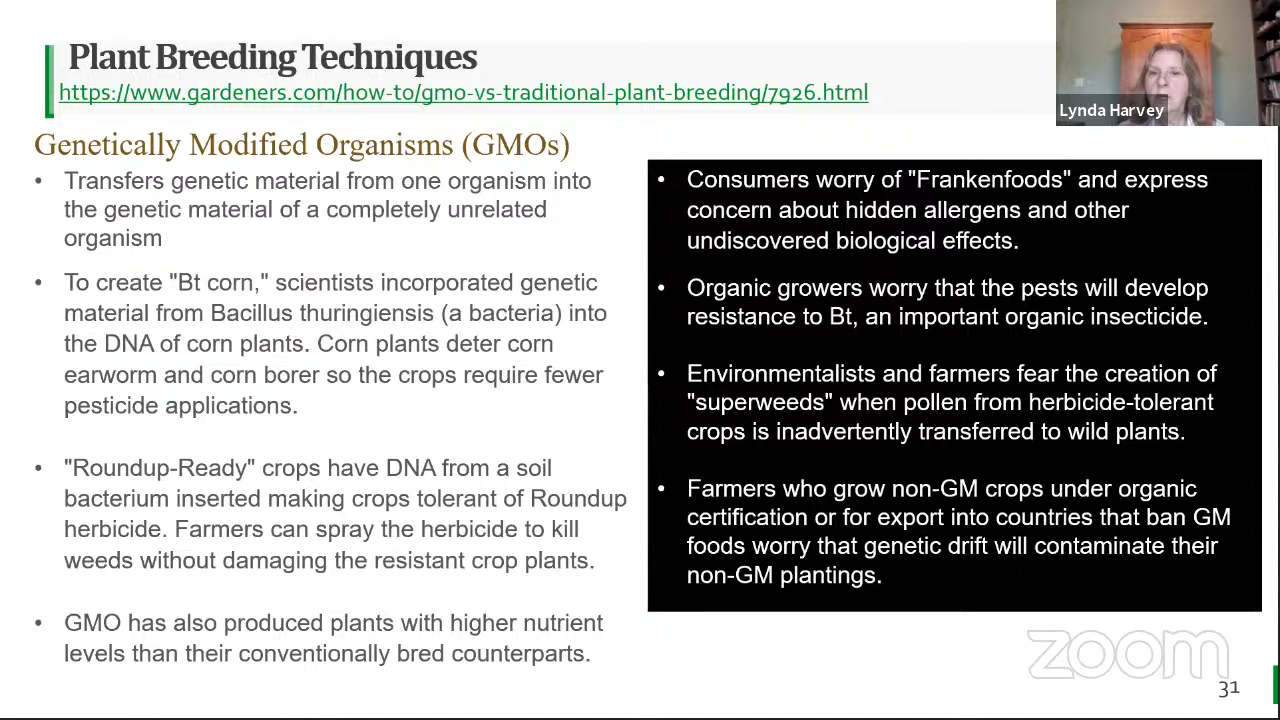 Plant Breeding Techniques
https://www.gardeners.com/how-to/gmo-vs-traditional-plant-breeding/7926.html
Lynda Harvey
Genetically Modified Organisms (GMOs)
• Transfers genetic material from one organism into
the genetic material of a completely unrelated
organism
• To create "Bt corn," scientists incorporated genetic
material from Bacillus thuringiensis (a bacteria) into
the DNA of corn plants. Corn plants deter corn
earworm and corn borer so the crops require fewer
pesticide applications.
• "Roundup-Ready" crops have DNA from a soil
bacterium inserted making crops tolerant of Roundup
herbicide. Farmers can spray the herbicide to kill
weeds without damaging the resistant crop plants.
• GMO has also produced plants with higher nutrient
levels than their conventionally bred counterparts.
• Consumers worry of "Frankenfoods" and express
concern about hidden allergens and other
undiscovered biological effects.
• Organic growers worry that the pests will develop
resistance to Bt, an important organic insecticide.
• Environmentalists and farmers fear the creation of
"superweeds" when pollen from herbicide-tolerant
crops is inadvertently transferred to wild plants.
• Farmers who grow non-GM crops under organic
certification or for export into countries that ban GM
foods worry that genetic drift will contaminate their
non-GM plantings.
zoom
31